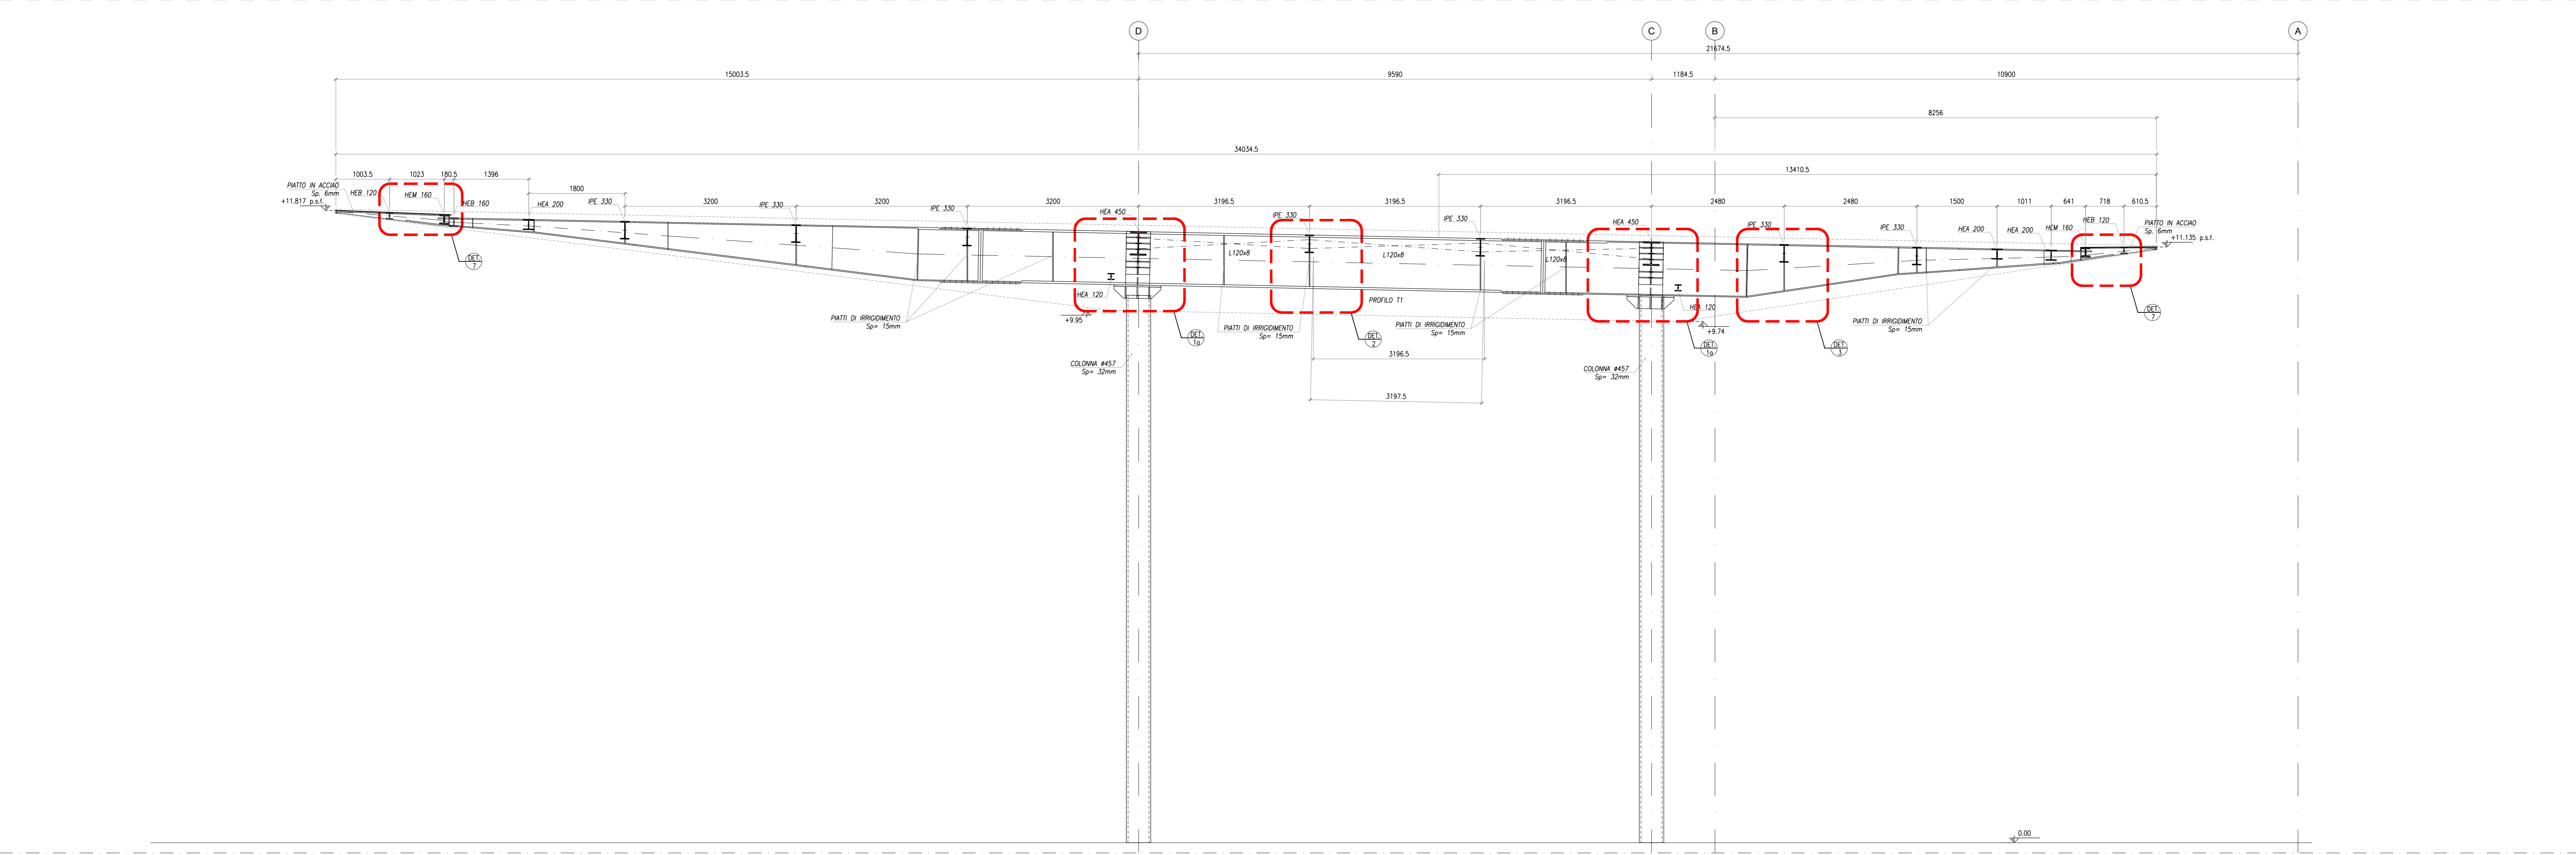 D
C
B
A
21674.5
15003.5
9590
1184.5
10900
8256
34034.5
13410.5
1003.5
1023
180.5
1396
1800
3200
3200
3200
3196.5
3196.5
3196.5
2480
2480
1500
1011
641
718
610.5
PIATTO IN ACCIAO
Sp. 6mm
+11.817 p.s.f.
HEB 120
HEM 160
HEB 160
HEA 200
IPE 330
IPE 330
IPE 330
HEA 450
IPE 330
IPE 330
HEA 450
IPE 330
IPE 330
HEA 200
HEA 200
HEM 160
HEB 120
PIATTO IN ACCIAO
Sp. 6mm
+11.135 p.s.f.
L120x8
L120x8
L120x8
DET.
7
HEA 120
PROFILO T1
HEA 120
DET.
7
PIATTI DI IRRIGIDIMENTO
Sp= 15mm
+9.95
PIATTI DI IRRIGIDIMENTO
Sp= 15mm
PIATTI DI IRRIGIDIMENTO
Sp= 15mm
+9.74
PIATTI DI IRRIGIDIMENTO
Sp= 15mm
DET.
1a
DET.
2
DET.
1a
DET.
3
3196.5
COLONNA ø457
Sp= 32mm
COLONNA ø457
Sp= 32mm
3197.5
0.00